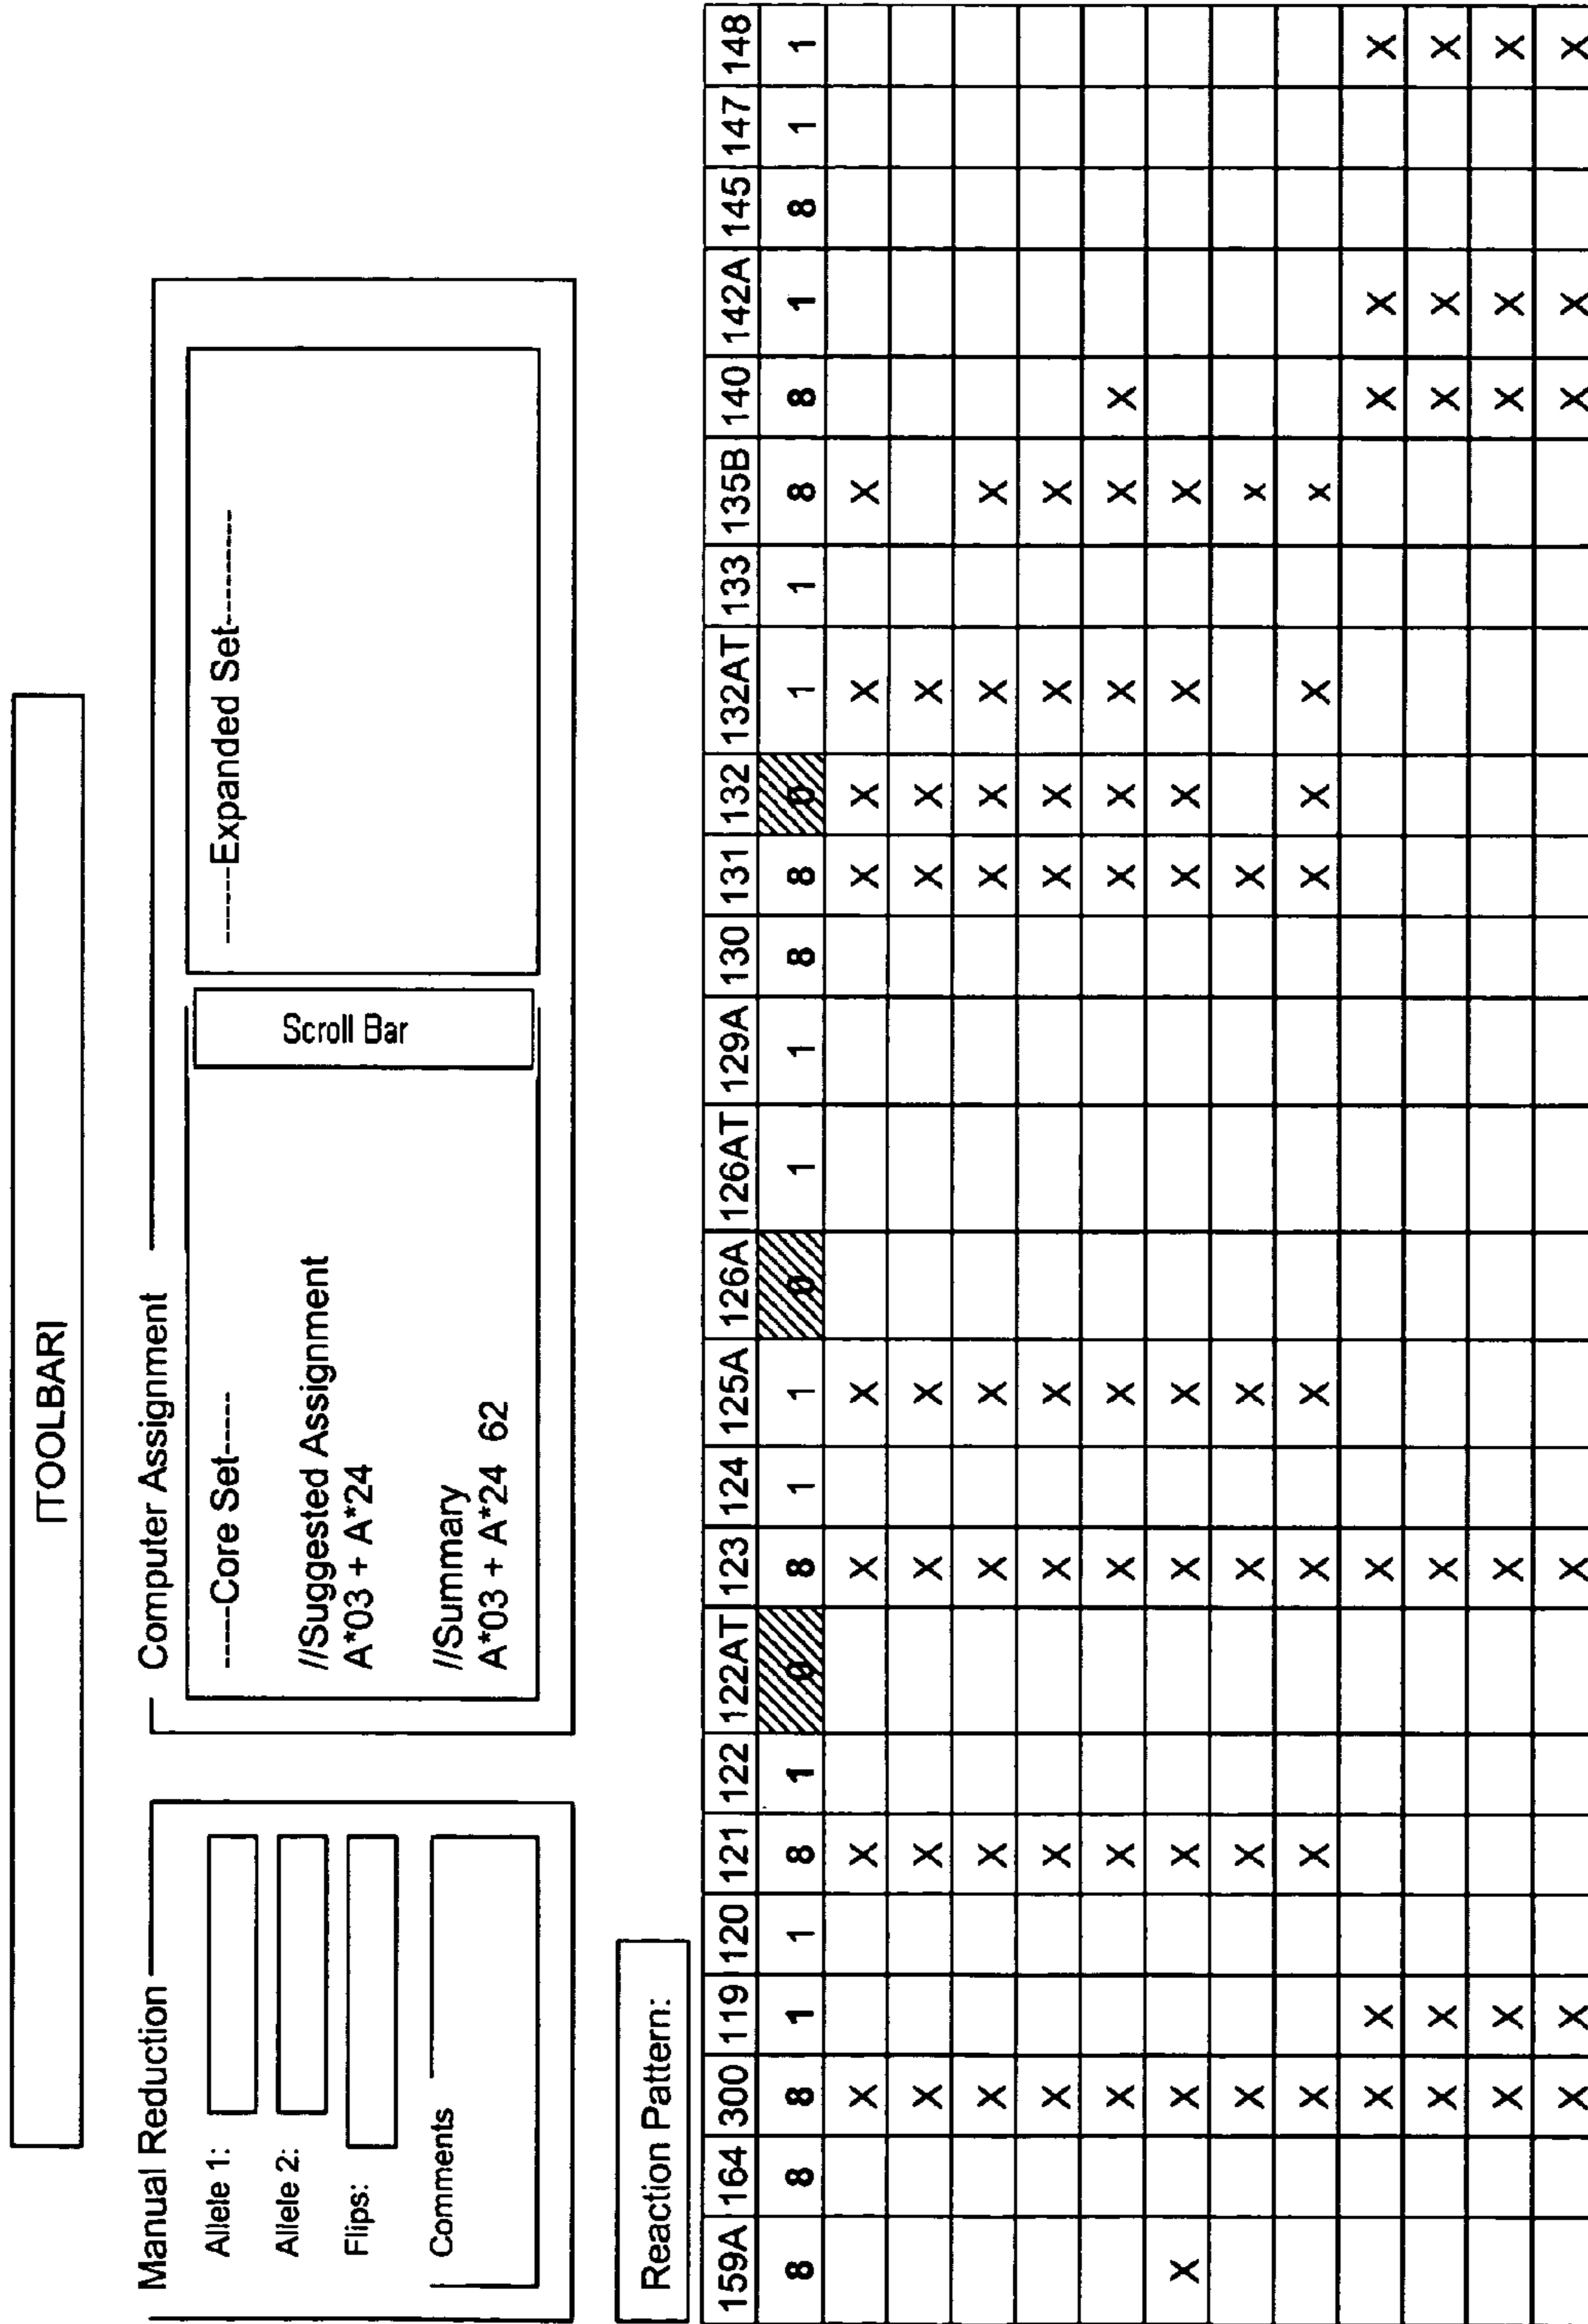 [TOOLBAR]
Manual Reduction
Allele 1:
Allele 2:
Flips:
Comments
Computer Assignment
----Core Set-----
//Suggested Assignment
A*03 + A*24
//Summary
A*03 + A*24 62
Scroll Bar
-----Expanded Set---------
Reaction Pattern:
159A 164 300 119 120 121 122 122AT 123 124 125A 126A 126AT 129A 130 131 132 132AT 133 135B 140 142A 145 147 148
8 8 8 1 1 8 1 0 8 1 1 0 1 1 8 8 0 1 1 8 8 1 8 1 1
X X X X X X X X
X X X X X X X
X X X X X X X X
X X X X X X X X
X X X X X X X X X
X X X X X X X X X
X X X X X x
X X X X X X X x
X X X X X X
X X X X X X
X X X X X X
X X X X X X